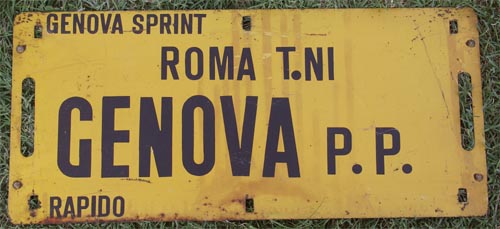 GENOVA SPRINT
ROMA T.NI
GENOVA P.P.
RAPIDO